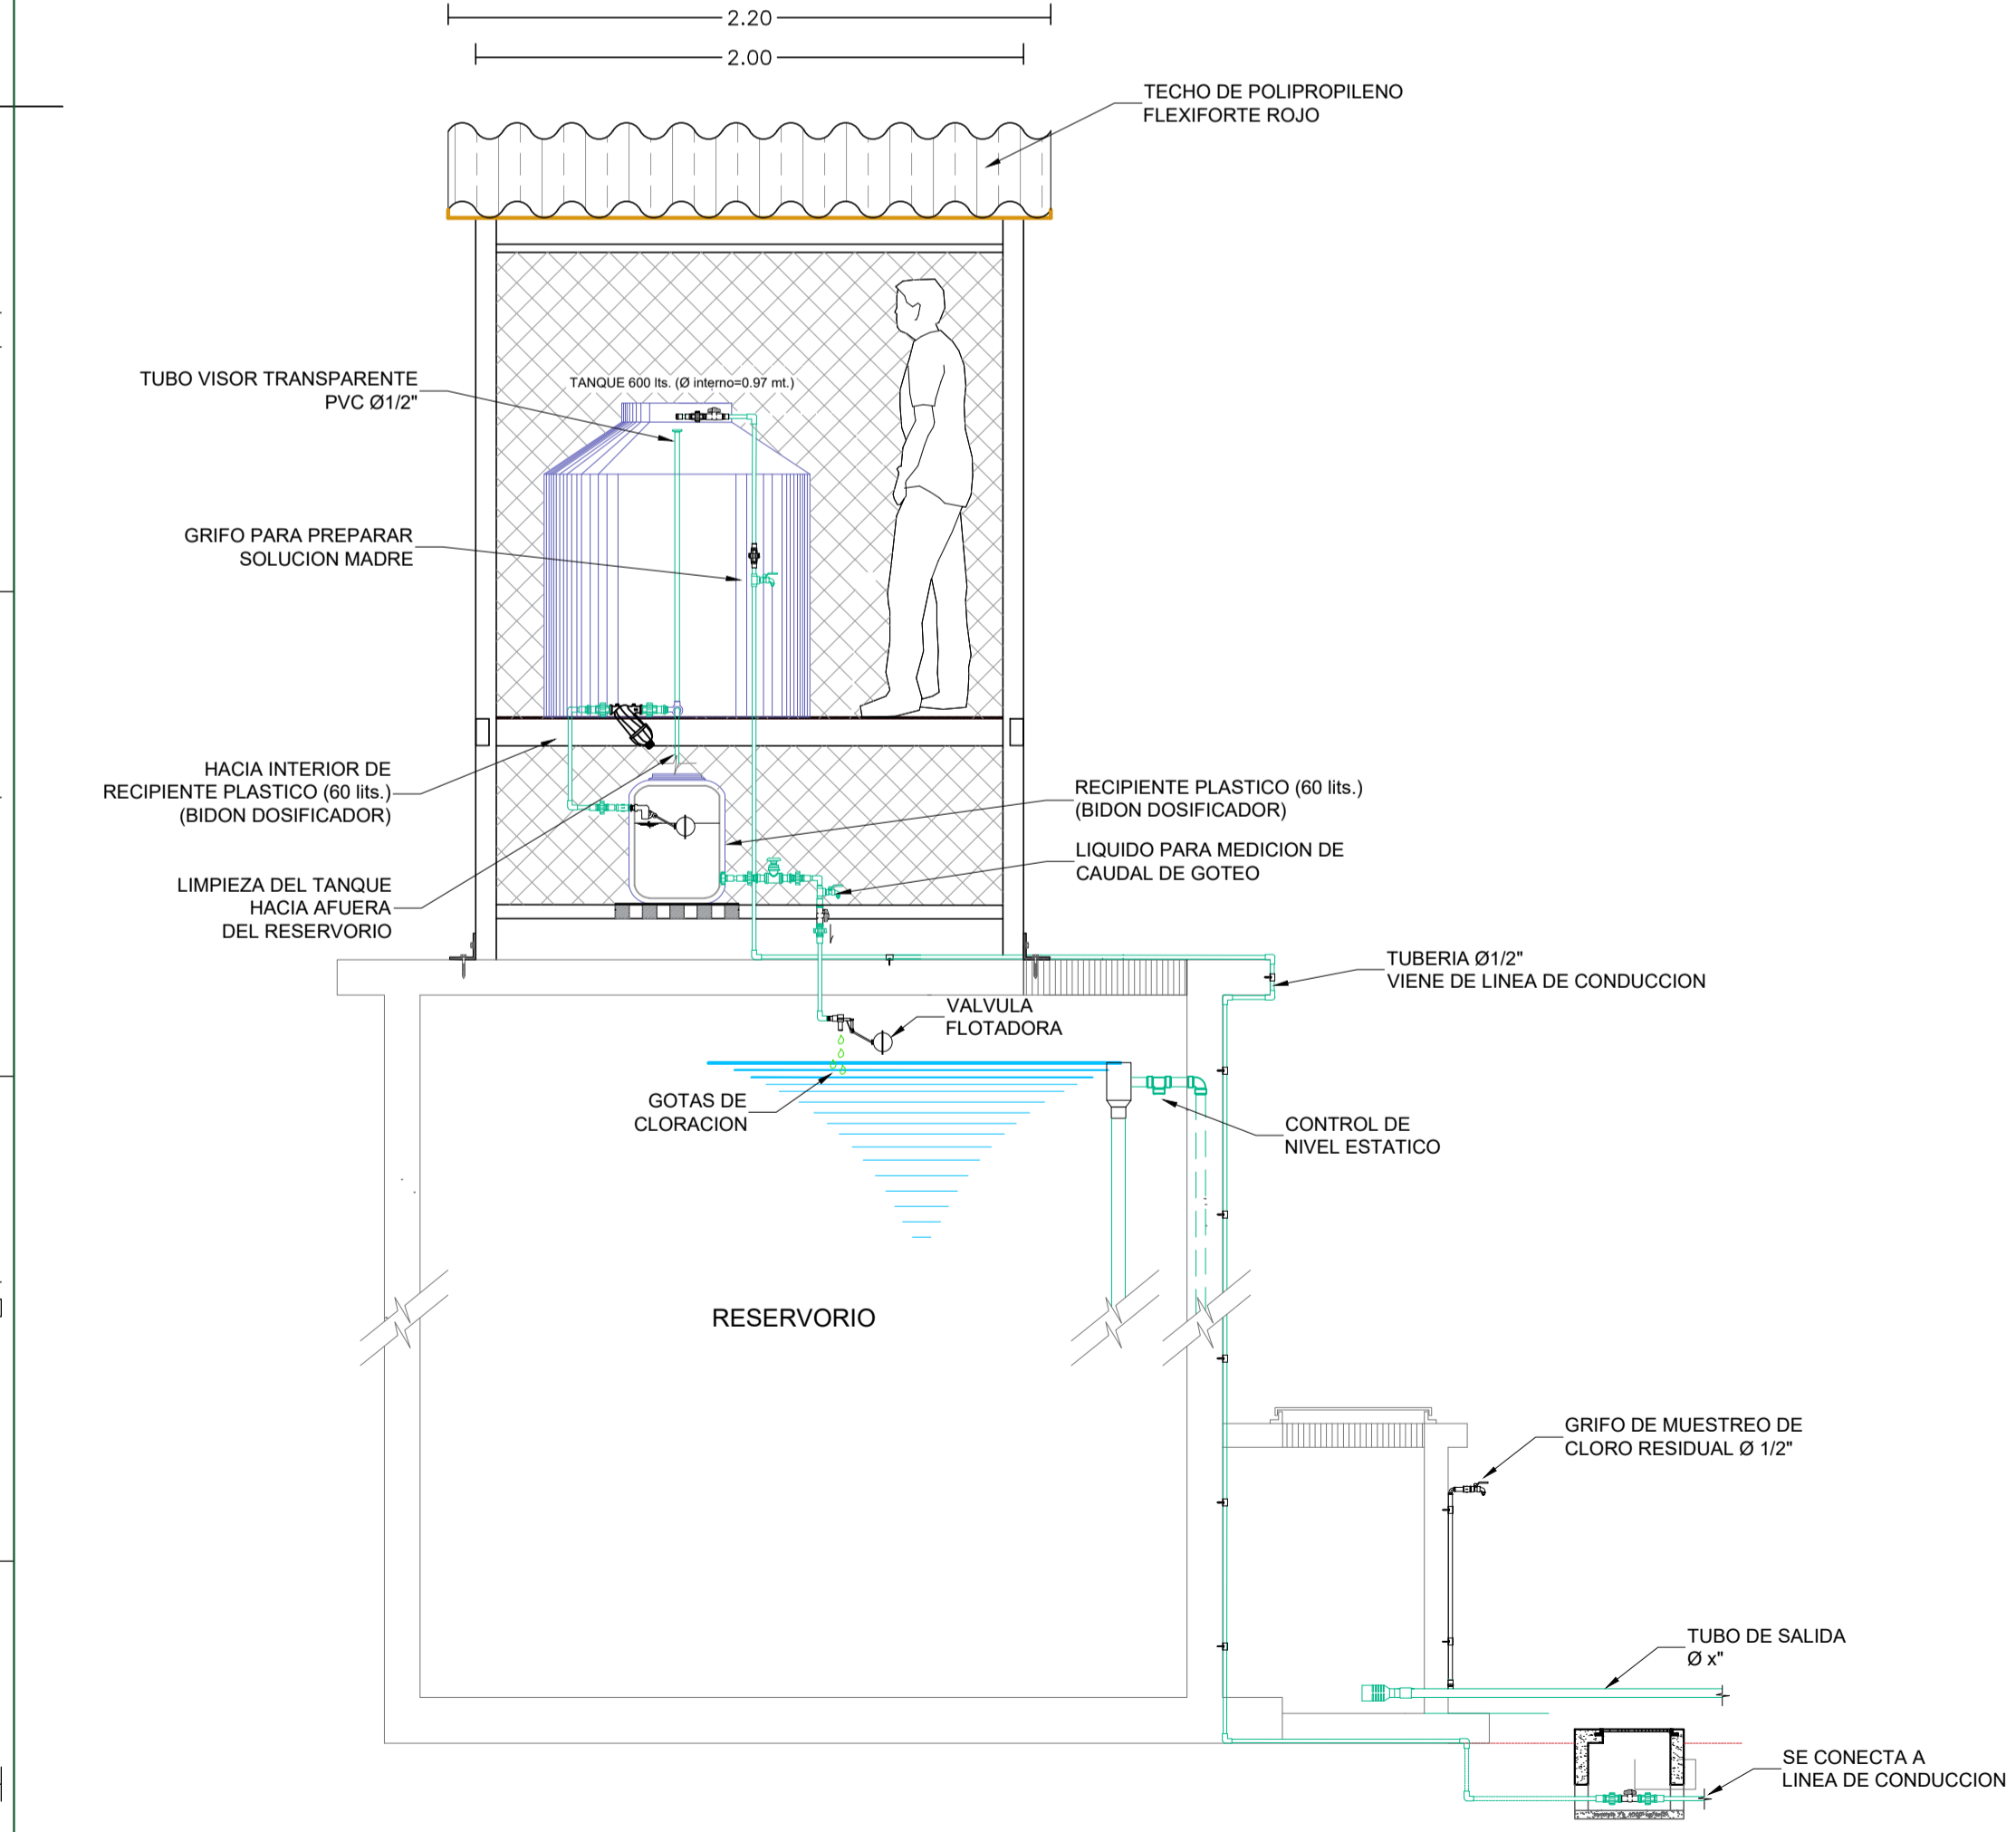 2.20
2.00
TECHO DE POLIPROPILENO
FLEXIFORTE ROJO
TUBO VISOR TRANSPARENTE
PVC Ø1/2"
TANQUE 600 lts. (Ø interno=0.97 mt.)
GRIFO PARA PREPARAR
SOLUCION MADRE
HACIA INTERIOR DE
RECIPIENTE PLASTICO (60 lits.)
(BIDON DOSIFICADOR)
RECIPIENTE PLASTICO (60 lits.)
(BIDON DOSIFICADOR)
LIQUIDO PARA MEDICION DE
CAUDAL DE GOTEO
LIMPIEZA DEL TANQUE
HACIA AFUERA
DEL RESERVORIO
TUBERIA Ø1/2"
VIENE DE LINEA DE CONDUCCION
VALVULA
FLOTADORA
GOTAS DE
CLORACION
CONTROL DE
NIVEL ESTATICO
RESERVORIO
GRIFO DE MUESTREO DE
CLORO RESIDUAL Ø 1/2"
TUBO DE SALIDA
Ø x"
SE CONECTA A
LINEA DE CONDUCCION